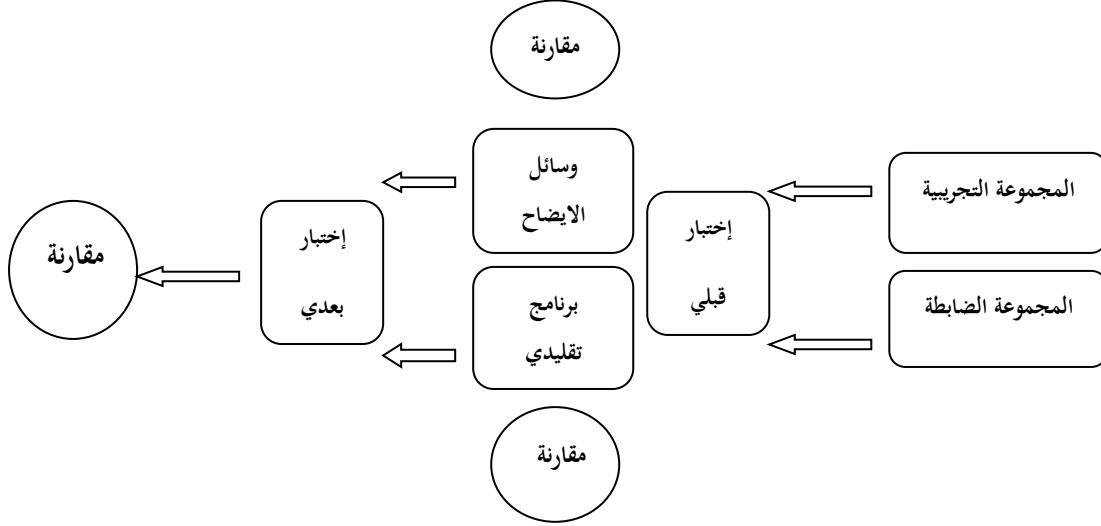 مقارنة
المجموعة التجريبية
المجموعة الضابطة
إختبار
قبلي
وسائل
الايضاح
برنامج
تقليدي
إختبار
بعدي
مقارنة
مقارنة